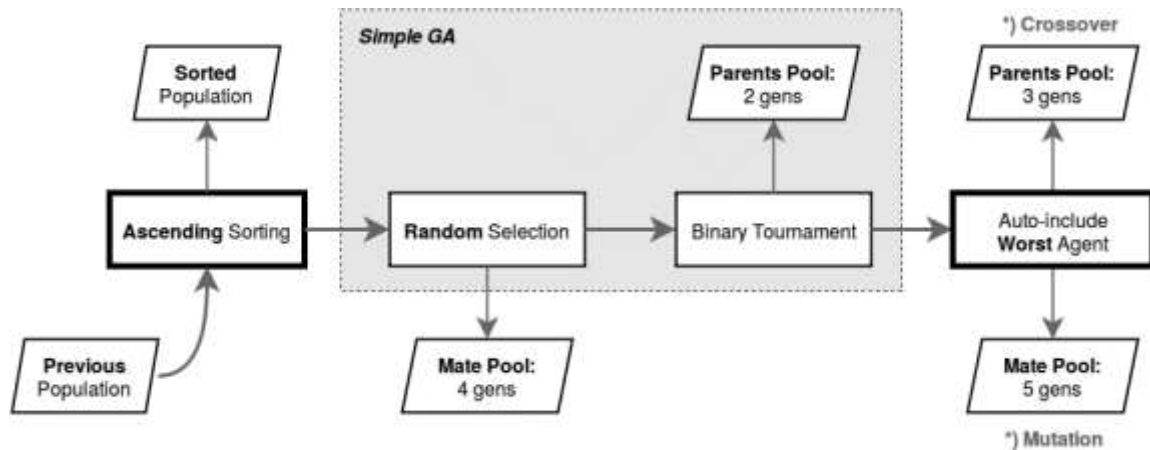 *) Crossover
Simple GA
Sorted
Population
Parents Pool:
2 gens
Parents Pool:
3 gens
Ascending Sorting
Random Selection
Binary Tournament
Auto-include
Worst Agent
Previous
Population
Mate Pool:
4 gens
Mate Pool:
5 gens
*) Mutation